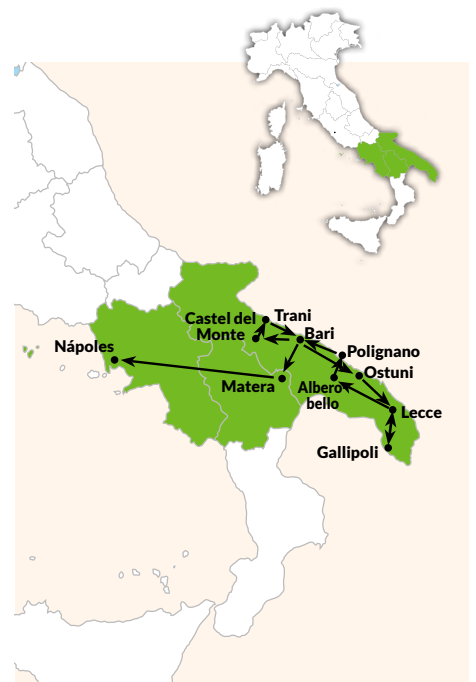 Castel del
Monte
Trani
Bari
Nápoles
Polignano
Ostuni
Matera
Albero
bello
Lecce
Gallipoli